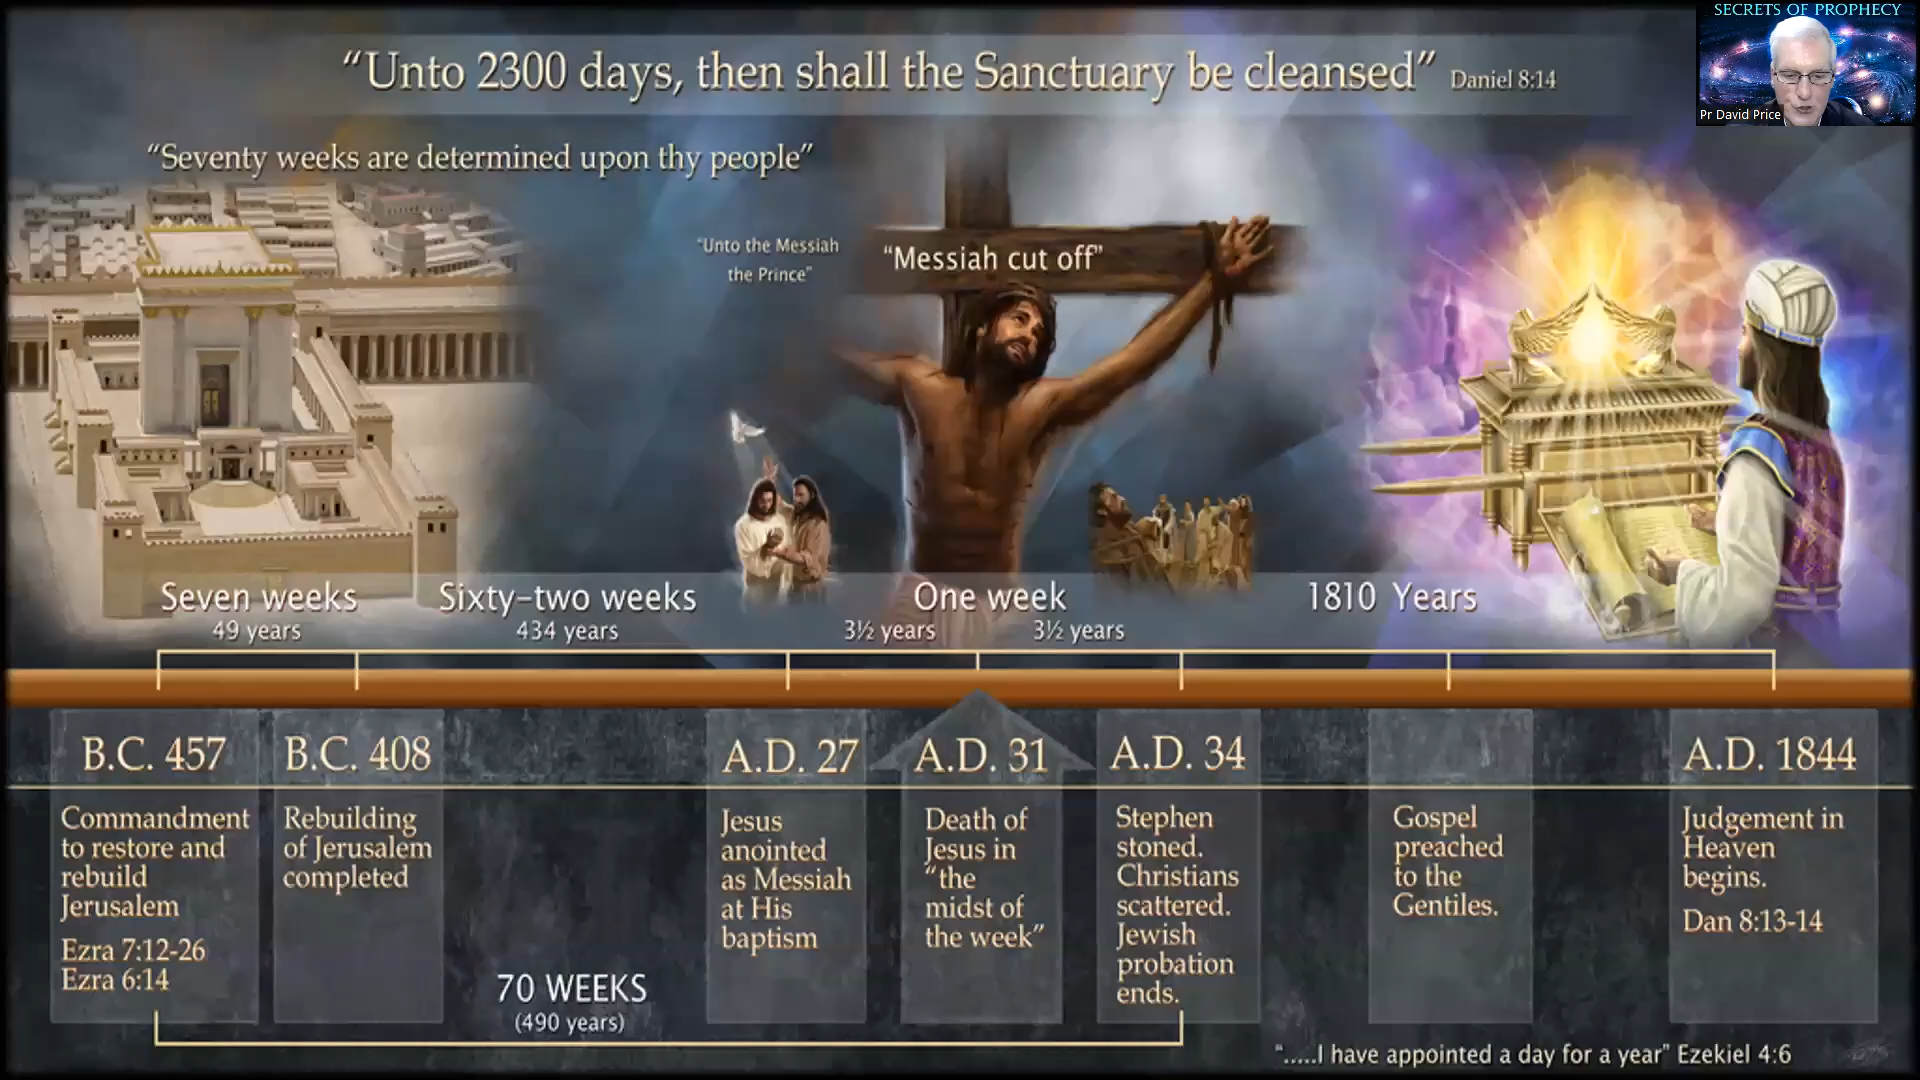 SECRETS OF PROPHECY
Pr David Price
“Unto 2300 days, then shall the Sanctuary be cleansed” Daniel 8:14
“Seventy weeks are determined upon thy people”
“Unto the Messiah
the Prince”
“Messiah cut off”
Seven weeks
49 years
Sixty-two weeks
434 years
One week
3½ years
3½ years
1810 Years
B.C. 457
Commandment
to restore and
rebuild
Jerusalem
Ezra 7:12-26
Ezra 6:14
B.C. 408
Rebuilding
of Jerusalem
completed
70 WEEKS
(490 years)
A.D. 27
Jesus
anointed
as Messiah
at His
baptism
A.D. 31
Death of
Jesus in
“the
midst of
the week”
A.D. 34
Stephen
stoned.
Christians
scattered.
Jewish
probation
ends.
Gospel
preached
to the
Gentiles.
A.D. 1844
Judgement in
Heaven
begins.
Dan 8:13-14
“.....I have appointed a day for a year” Ezekiel 4:6